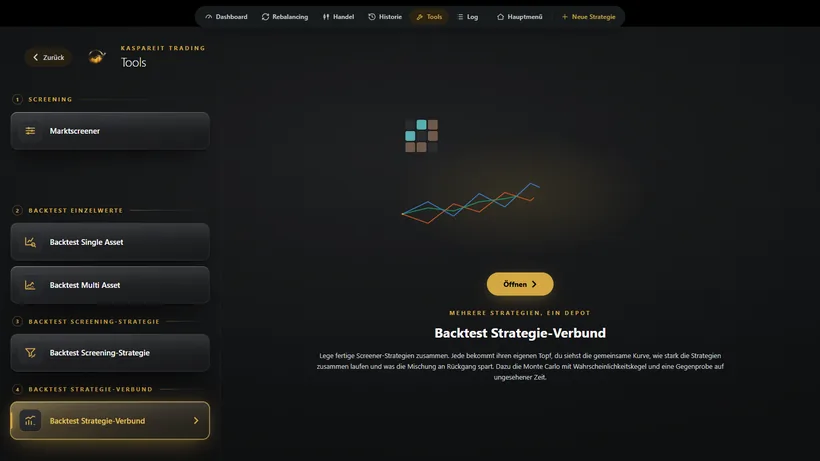 Dashboard Rebalancing Handel Historie Tools Log Hauptmenü + Neue Strategie
Zurück
KASPAREIT TRADING
Tools
1 SCREENING
Marktscreener
2 BACKTEST EINZELWERTE
Backtest Single Asset
Backtest Multi Asset
3 BACKTEST SCREENING-STRATEGIE
Backtest Screening-Strategie
4 BACKTEST STRATEGIE-VERBUND
Backtest Strategie-Verbund
Öffnen
MEHRERE STRATEGIEN, EIN DEPOT
Backtest Strategie-Verbund
Lege fertige Screener-Strategien zusammen. Jede bekommt ihren eigenen Topf, du siehst die gemeinsame Kurve, wie stark die Strategien
zusammen laufen und was die Mischung an Rückgang spart. Dazu die Monte Carlo mit Wahrscheinlichkeitskegel und eine Gegenprobe auf
ungesehener Zeit.